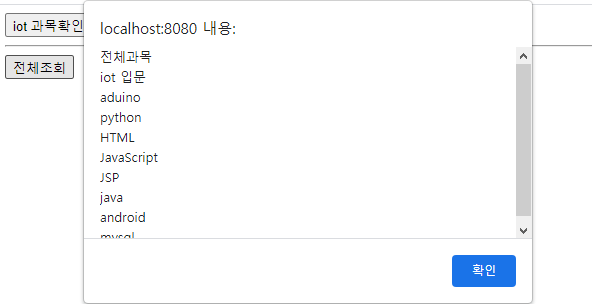 iot 과목확인
전체조회
localhost:8080 내용:
전체과목
iot 입문
aduino
python
HTML
JavaScript
JSP
java
android
mysql
확인